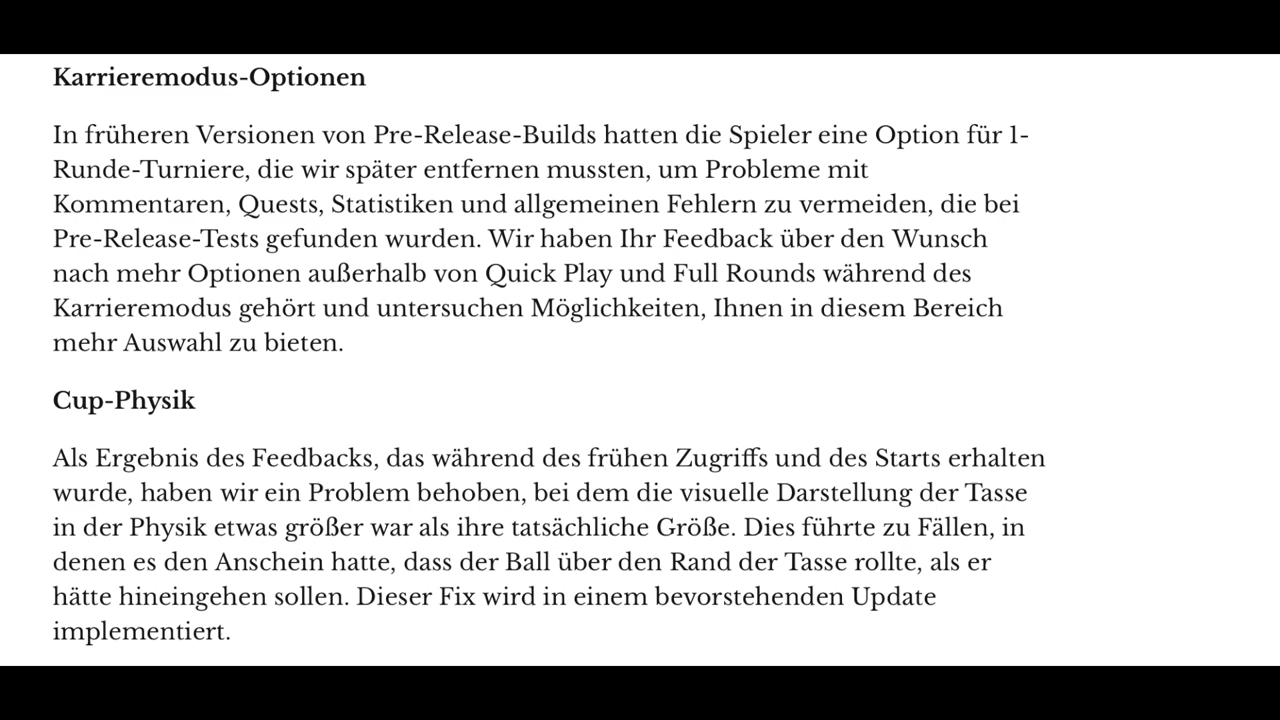 Karrieremodus-Optionen
In früheren Versionen von Pre-Release-Builds hatten die Spieler eine Option für 1-
Runde-Turniere, die wir später entfernen mussten, um Probleme mit
Kommentaren, Quests, Statistiken und allgemeinen Fehlern zu vermeiden, die bei
Pre-Release-Tests gefunden wurden. Wir haben Ihr Feedback über den Wunsch
nach mehr Optionen außerhalb von Quick Play und Full Rounds während des
Karrieremodus gehört und untersuchen Möglichkeiten, Ihnen in diesem Bereich
mehr Auswahl zu bieten.
Cup-Physik
Als Ergebnis des Feedbacks, das während des frühen Zugriffs und des Starts erhalten
wurde, haben wir ein Problem behoben, bei dem die visuelle Darstellung der Tasse
in der Physik etwas größer war als ihre tatsächliche Größe. Dies führte zu Fällen, in
denen es den Anschein hatte, dass der Ball über den Rand der Tasse rollte, als er
hätte hineingehen sollen. Dieser Fix wird in einem bevorstehenden Update
implementiert.